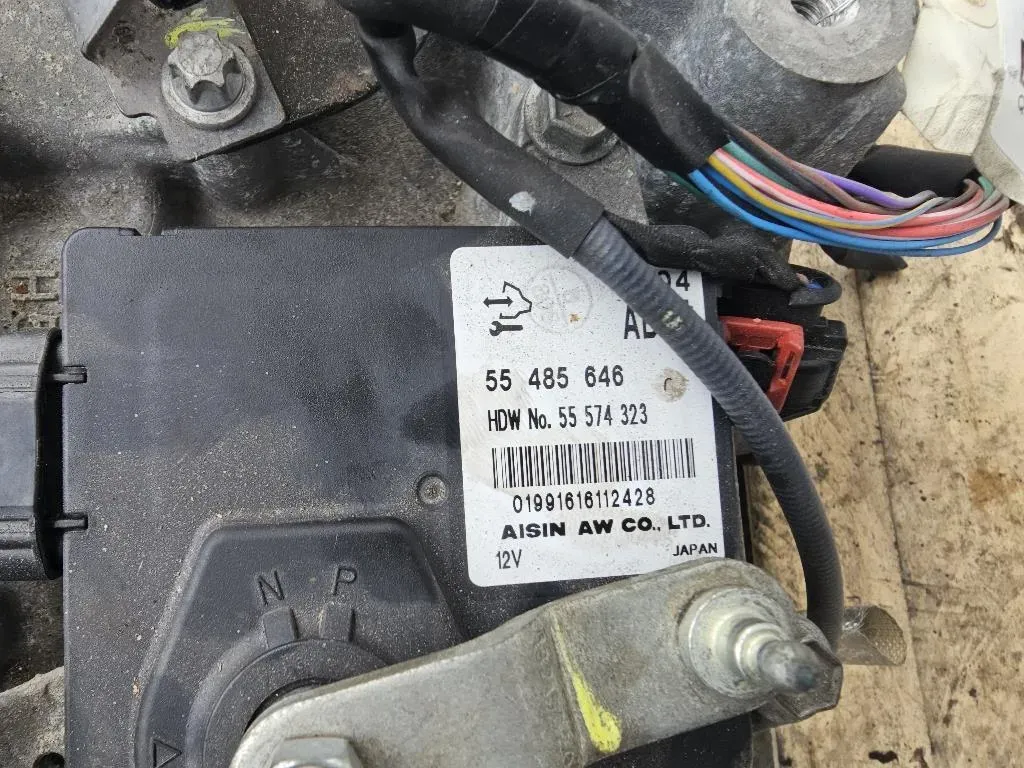 55 485 646
HDW No. 55 574 323
01991616112428
AISIN AW CO., LTD.
12V JAPAN
N P